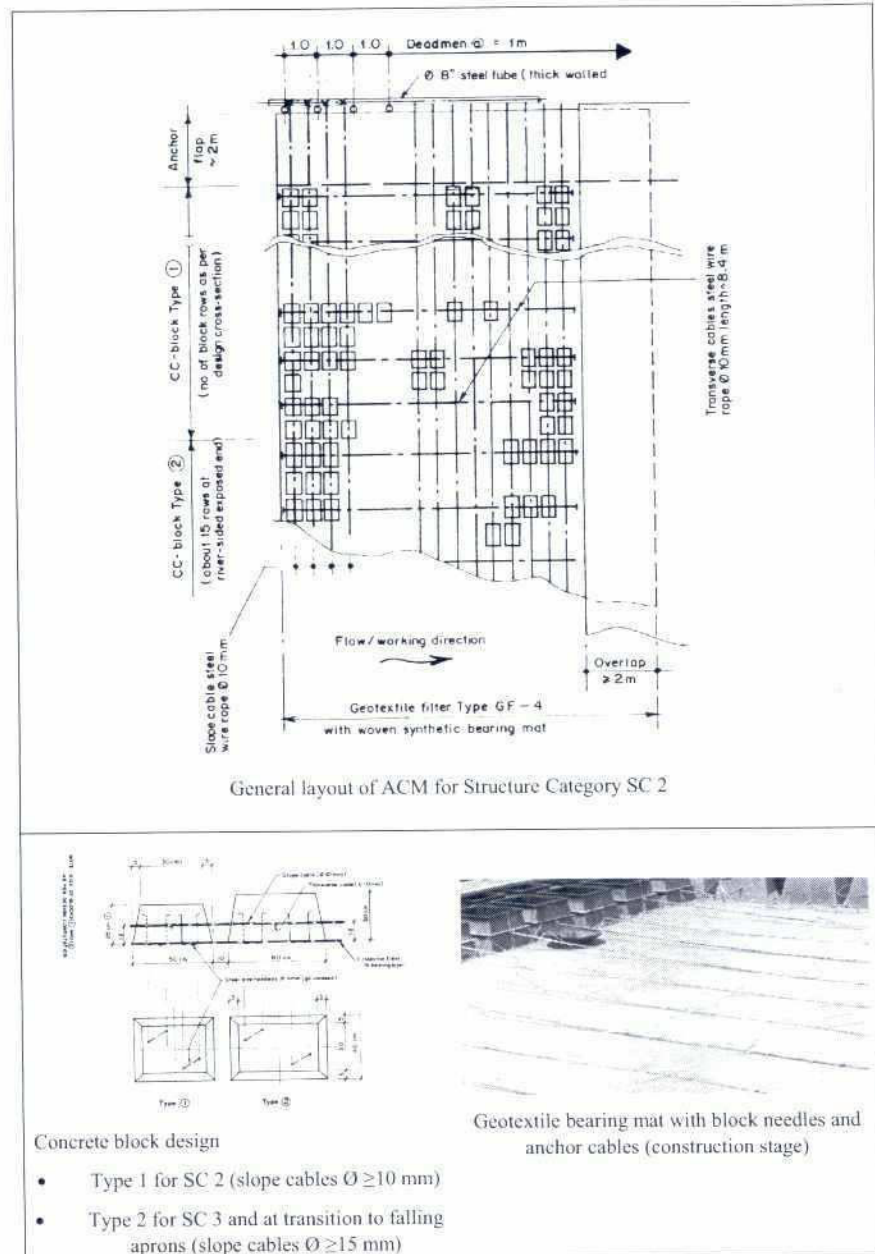 1.0 1.0 1.0 Deadmen @ = 1m
Ø 8" steel tube (thick walled
Anchor
flap
~2m
CC-block Type ①
(no of block rows as per
design cross-section)
CC-block Type ②
(about 15 rows at
river-sided exposed end)
Transverse cables steel wire
rope Ø 10mm length ~ 8.4 m
Slope cable steel
wire rope Ø 10mm
Flow/working direction
Overlap
≥ 2m
Geotextile filter Type GF - 4
with woven synthetic bearing mat
General layout of ACM for Structure Category SC 2
Type ①
Type ②
Concrete block design
• Type 1 for SC 2 (slope cables Ø ≥10 mm)
• Type 2 for SC 3 and at transition to falling
aprons (slope cables Ø ≥15 mm)
Geotextile bearing mat with block needles and
anchor cables (construction stage)